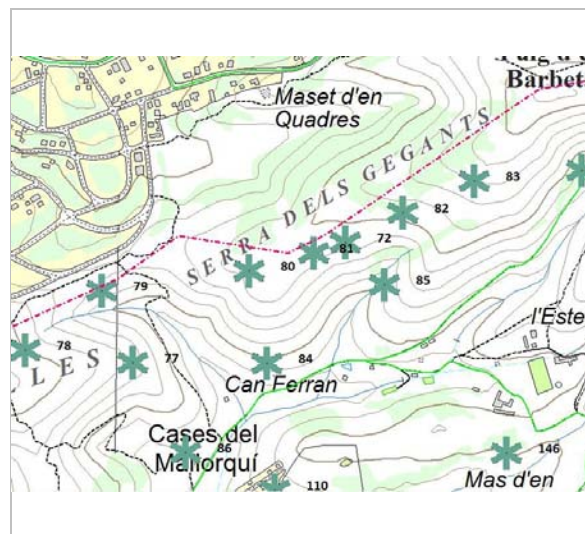 Barbet
Maset d'en
Quadres
SERRA DELS GEGANTS
83
82
72
81
80
85
79
l'Este
78
77
84
LES
Can Ferran
Cases del
Mallorquí
86
146
110
Mas d'en